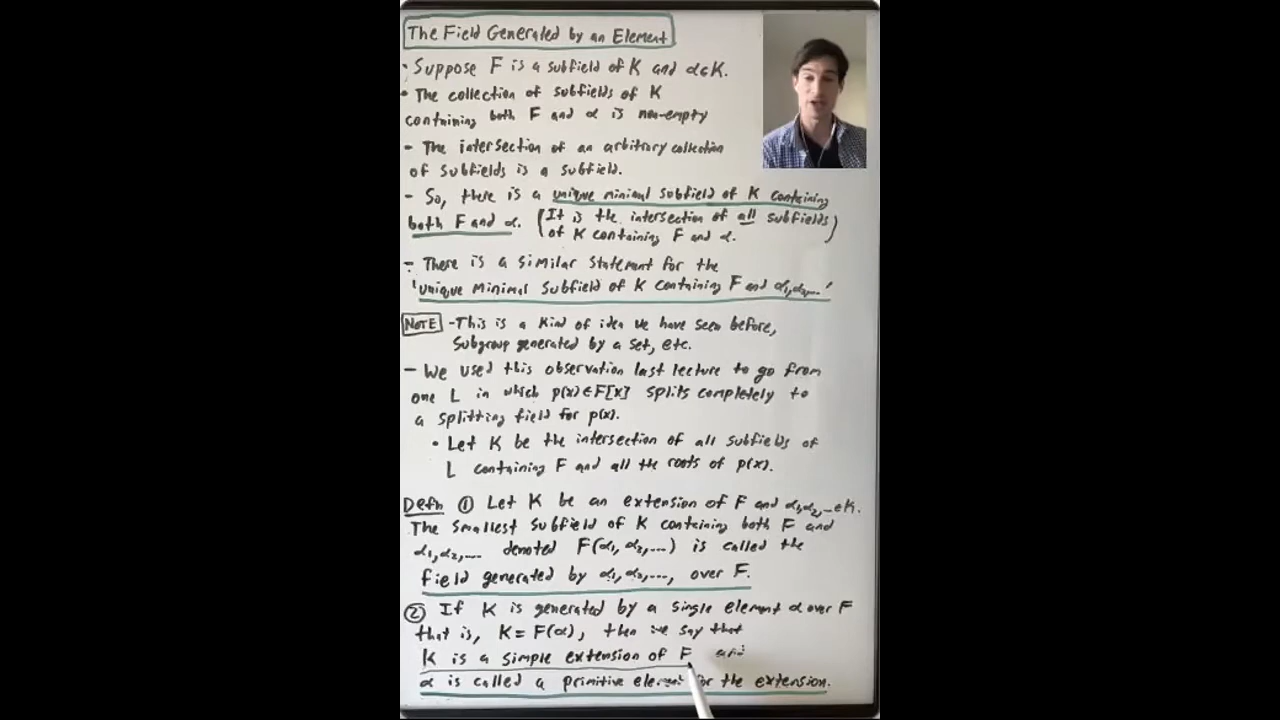 The Field Generated by an Element
• Suppose F is a subfield of K and α∈K.
• The collection of subfields of K
containing both F and α is non-empty
- The intersection of an arbitrary collection
of subfields is a subfield.
- So, there is a unique minimal subfield of K containing
both F and α. (It is the intersection of all subfields
of K containing F and α.)
- There is a similar statement for the
'unique minimal subfield of K containing F and α₁,α₂,...'
NOTE - This is a kind of idea we have seen before,
subgroup generated by a set, etc.
- We used this observation last lecture to go from
one L in which p(x)∈F[x] splits completely to
a splitting field for p(x).
• Let K be the intersection of all subfields of
L containing F and all the roots of p(x).
Defn ① Let K be an extension of F and α₁,α₂,...∈K.
The smallest subfield of K containing both F and
α₁,α₂,... denoted F(α₁,α₂,...) is called the
field generated by α₁,α₂,..., over F.
② If K is generated by a single element α over F
that is, K = F(α), then we say that
K is a simple extension of F and
α is called a primitive element for the extension.